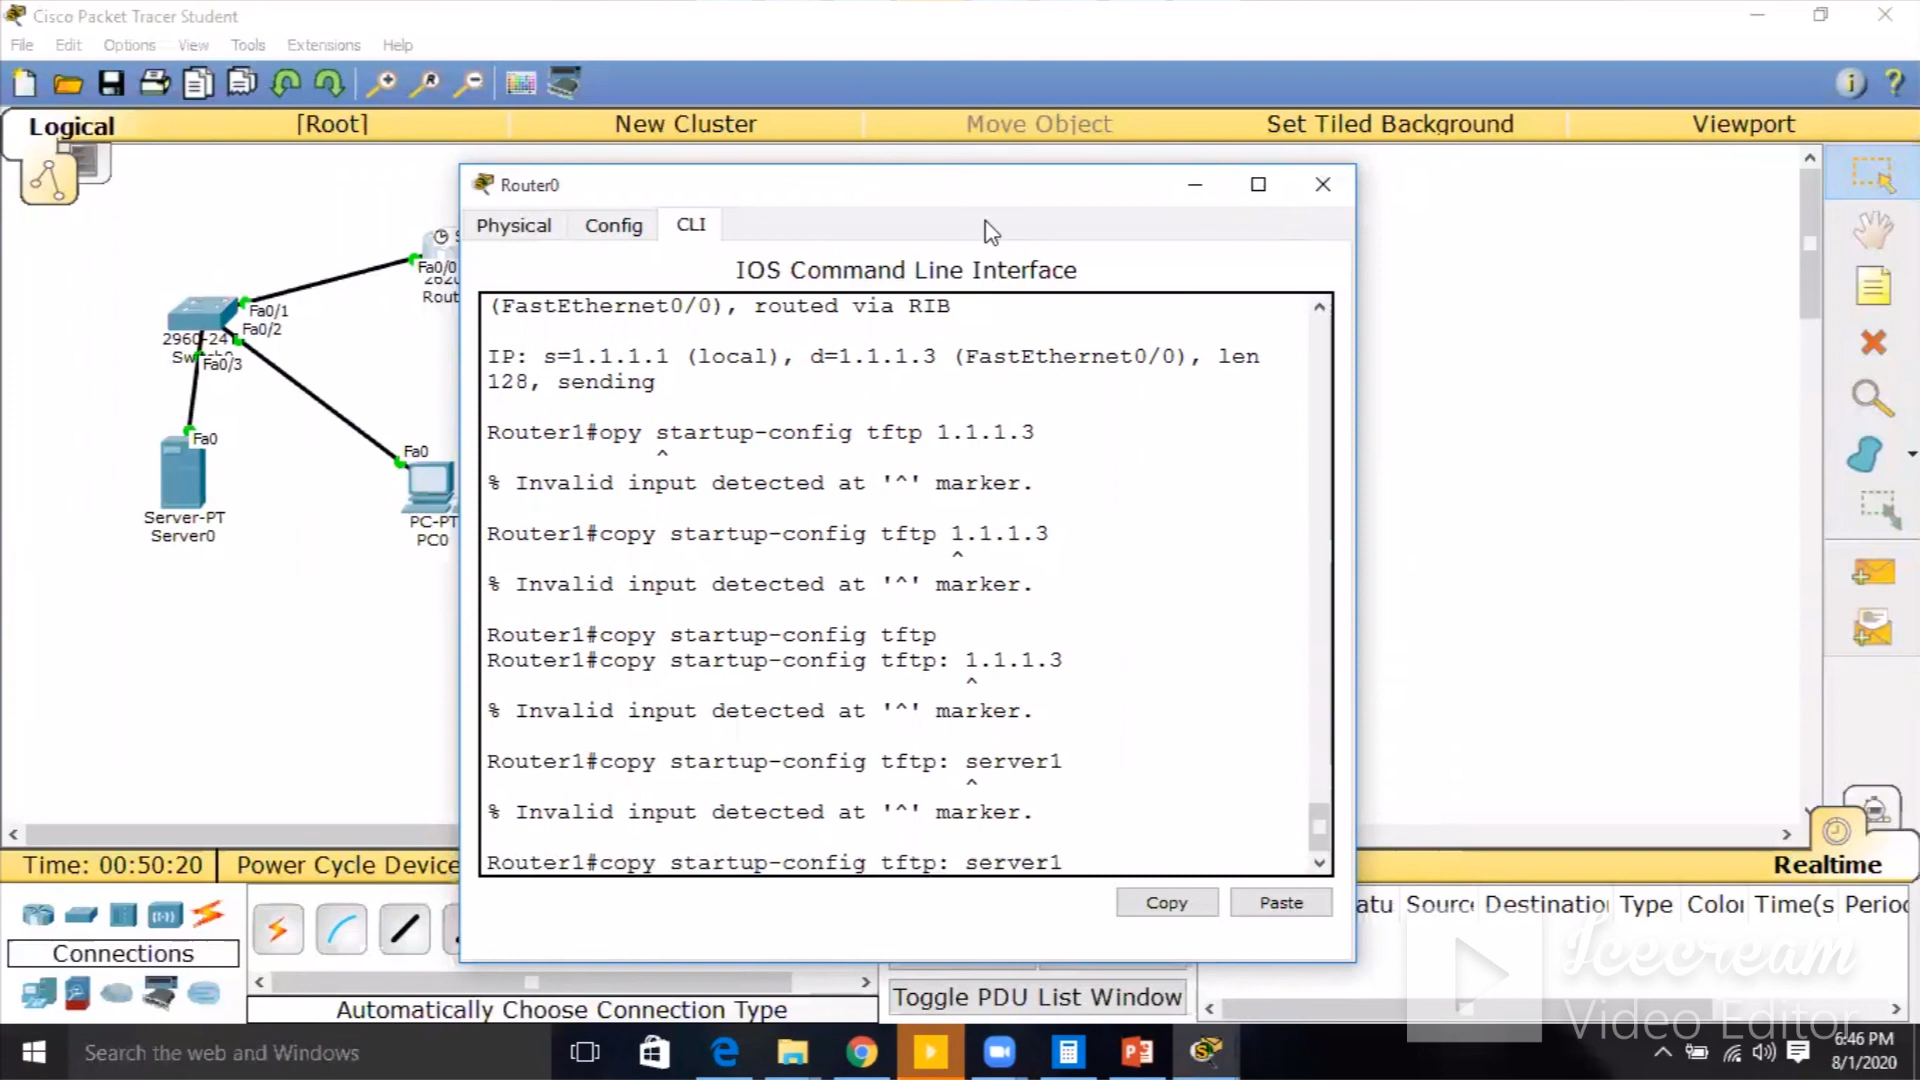 Cisco Packet Tracer Student
File Edit Options View Tools Extensions Help
Logical [Root] New Cluster Move Object Set Tiled Background Viewport
Router0
Physical Config CLI
IOS Command Line Interface
(FastEthernet0/0), routed via RIB
IP: s=1.1.1.1 (local), d=1.1.1.3 (FastEthernet0/0), len
128, sending
Router1#opy startup-config tftp 1.1.1.3
^
% Invalid input detected at '^' marker.
Router1#copy startup-config tftp 1.1.1.3
^
% Invalid input detected at '^' marker.
Router1#copy startup-config tftp
Router1#copy startup-config tftp: 1.1.1.3
^
% Invalid input detected at '^' marker.
Router1#copy startup-config tftp: server1
^
% Invalid input detected at '^' marker.
Router1#copy startup-config tftp: server1
Copy Paste
Fa0/0
Rout
Fa0/1
Fa0/2
Fa0/3
Fa0
Server-PT
Server0
Fa0
PC-PT
PC0
Time: 00:50:20 Power Cycle Device
Realtime
atu Source Destination Type Color Time(s Period
Connections
Automatically Choose Connection Type
Toggle PDU List Window
Icecream
Video Editor
Search the web and Windows
6:46 PM
8/1/2020